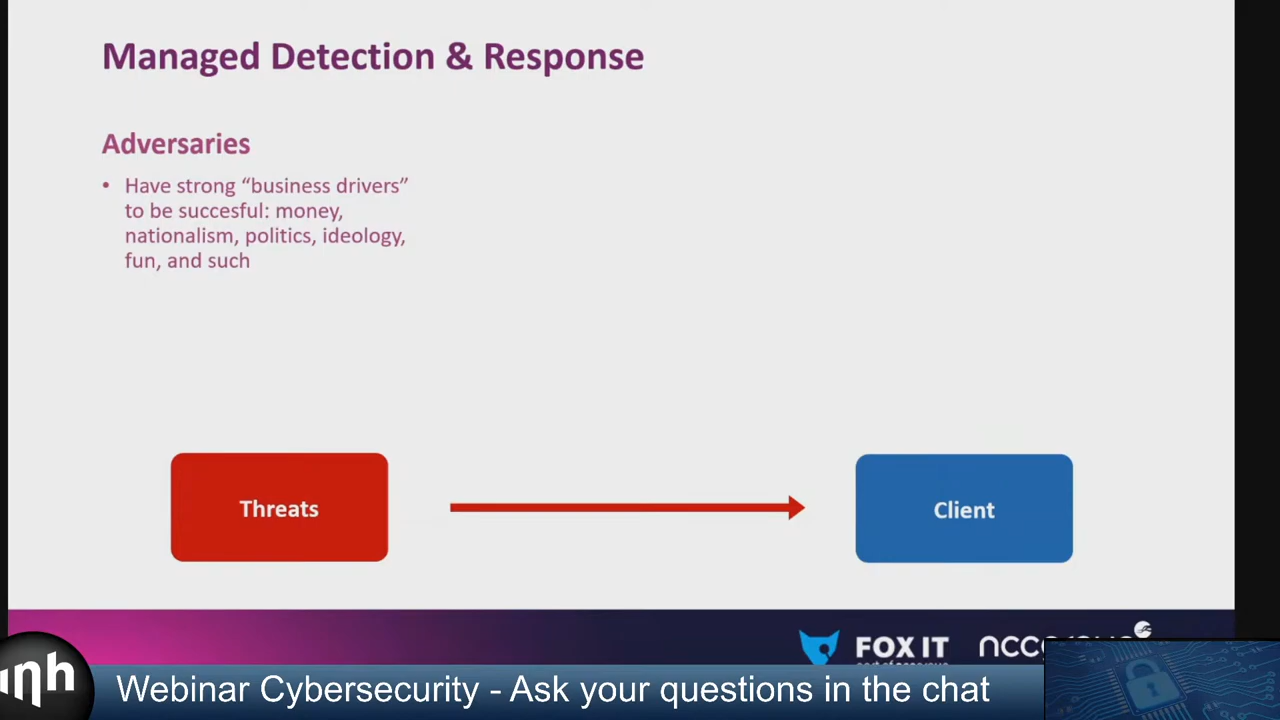 Managed Detection & Response
Adversaries
• Have strong “business drivers”
to be succesful: money,
nationalism, politics, ideology,
fun, and such
Threats
Client
FOX IT
Webinar Cybersecurity - Ask your questions in the chat